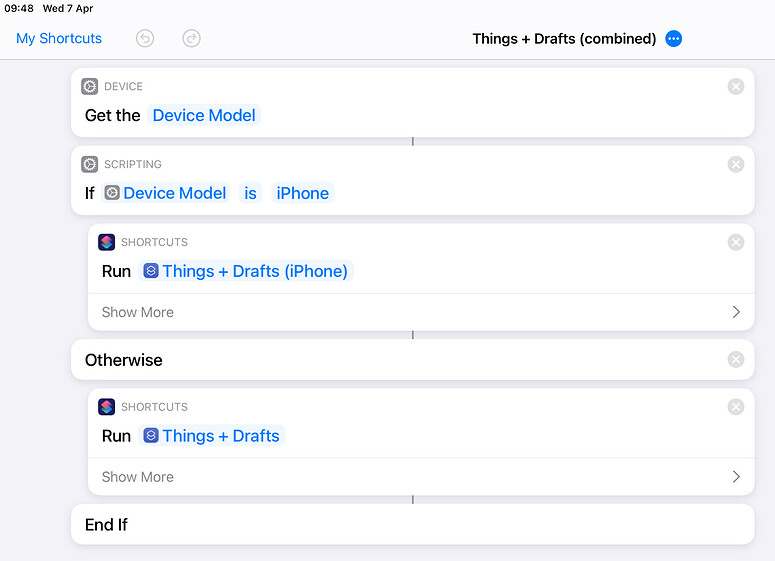 09:48 Wed 7 Apr
My Shortcuts
Things + Drafts (combined)
DEVICE
Get the Device Model
SCRIPTING
If Device Model is iPhone
SHORTCUTS
Run Things + Drafts (iPhone)
Show More
Otherwise
SHORTCUTS
Run Things + Drafts
Show More
End If